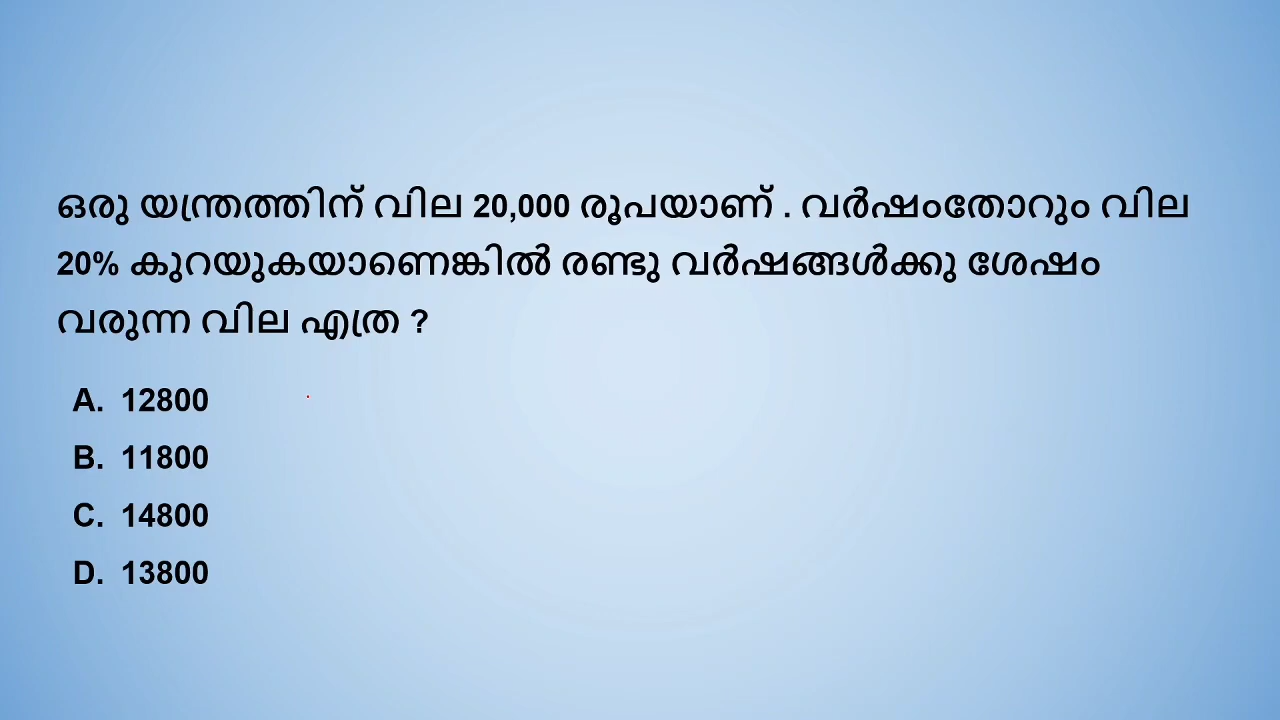 ഒരു യന്ത്രത്തിന് വില 20,000 രൂപയാണ് . വർഷംതോറും വില
20% കുറയുകയാണെങ്കിൽ രണ്ടു വർഷങ്ങൾക്കു ശേഷം
വരുന്ന വില എത്ര ?
A. 12800
B. 11800
C. 14800
D. 13800